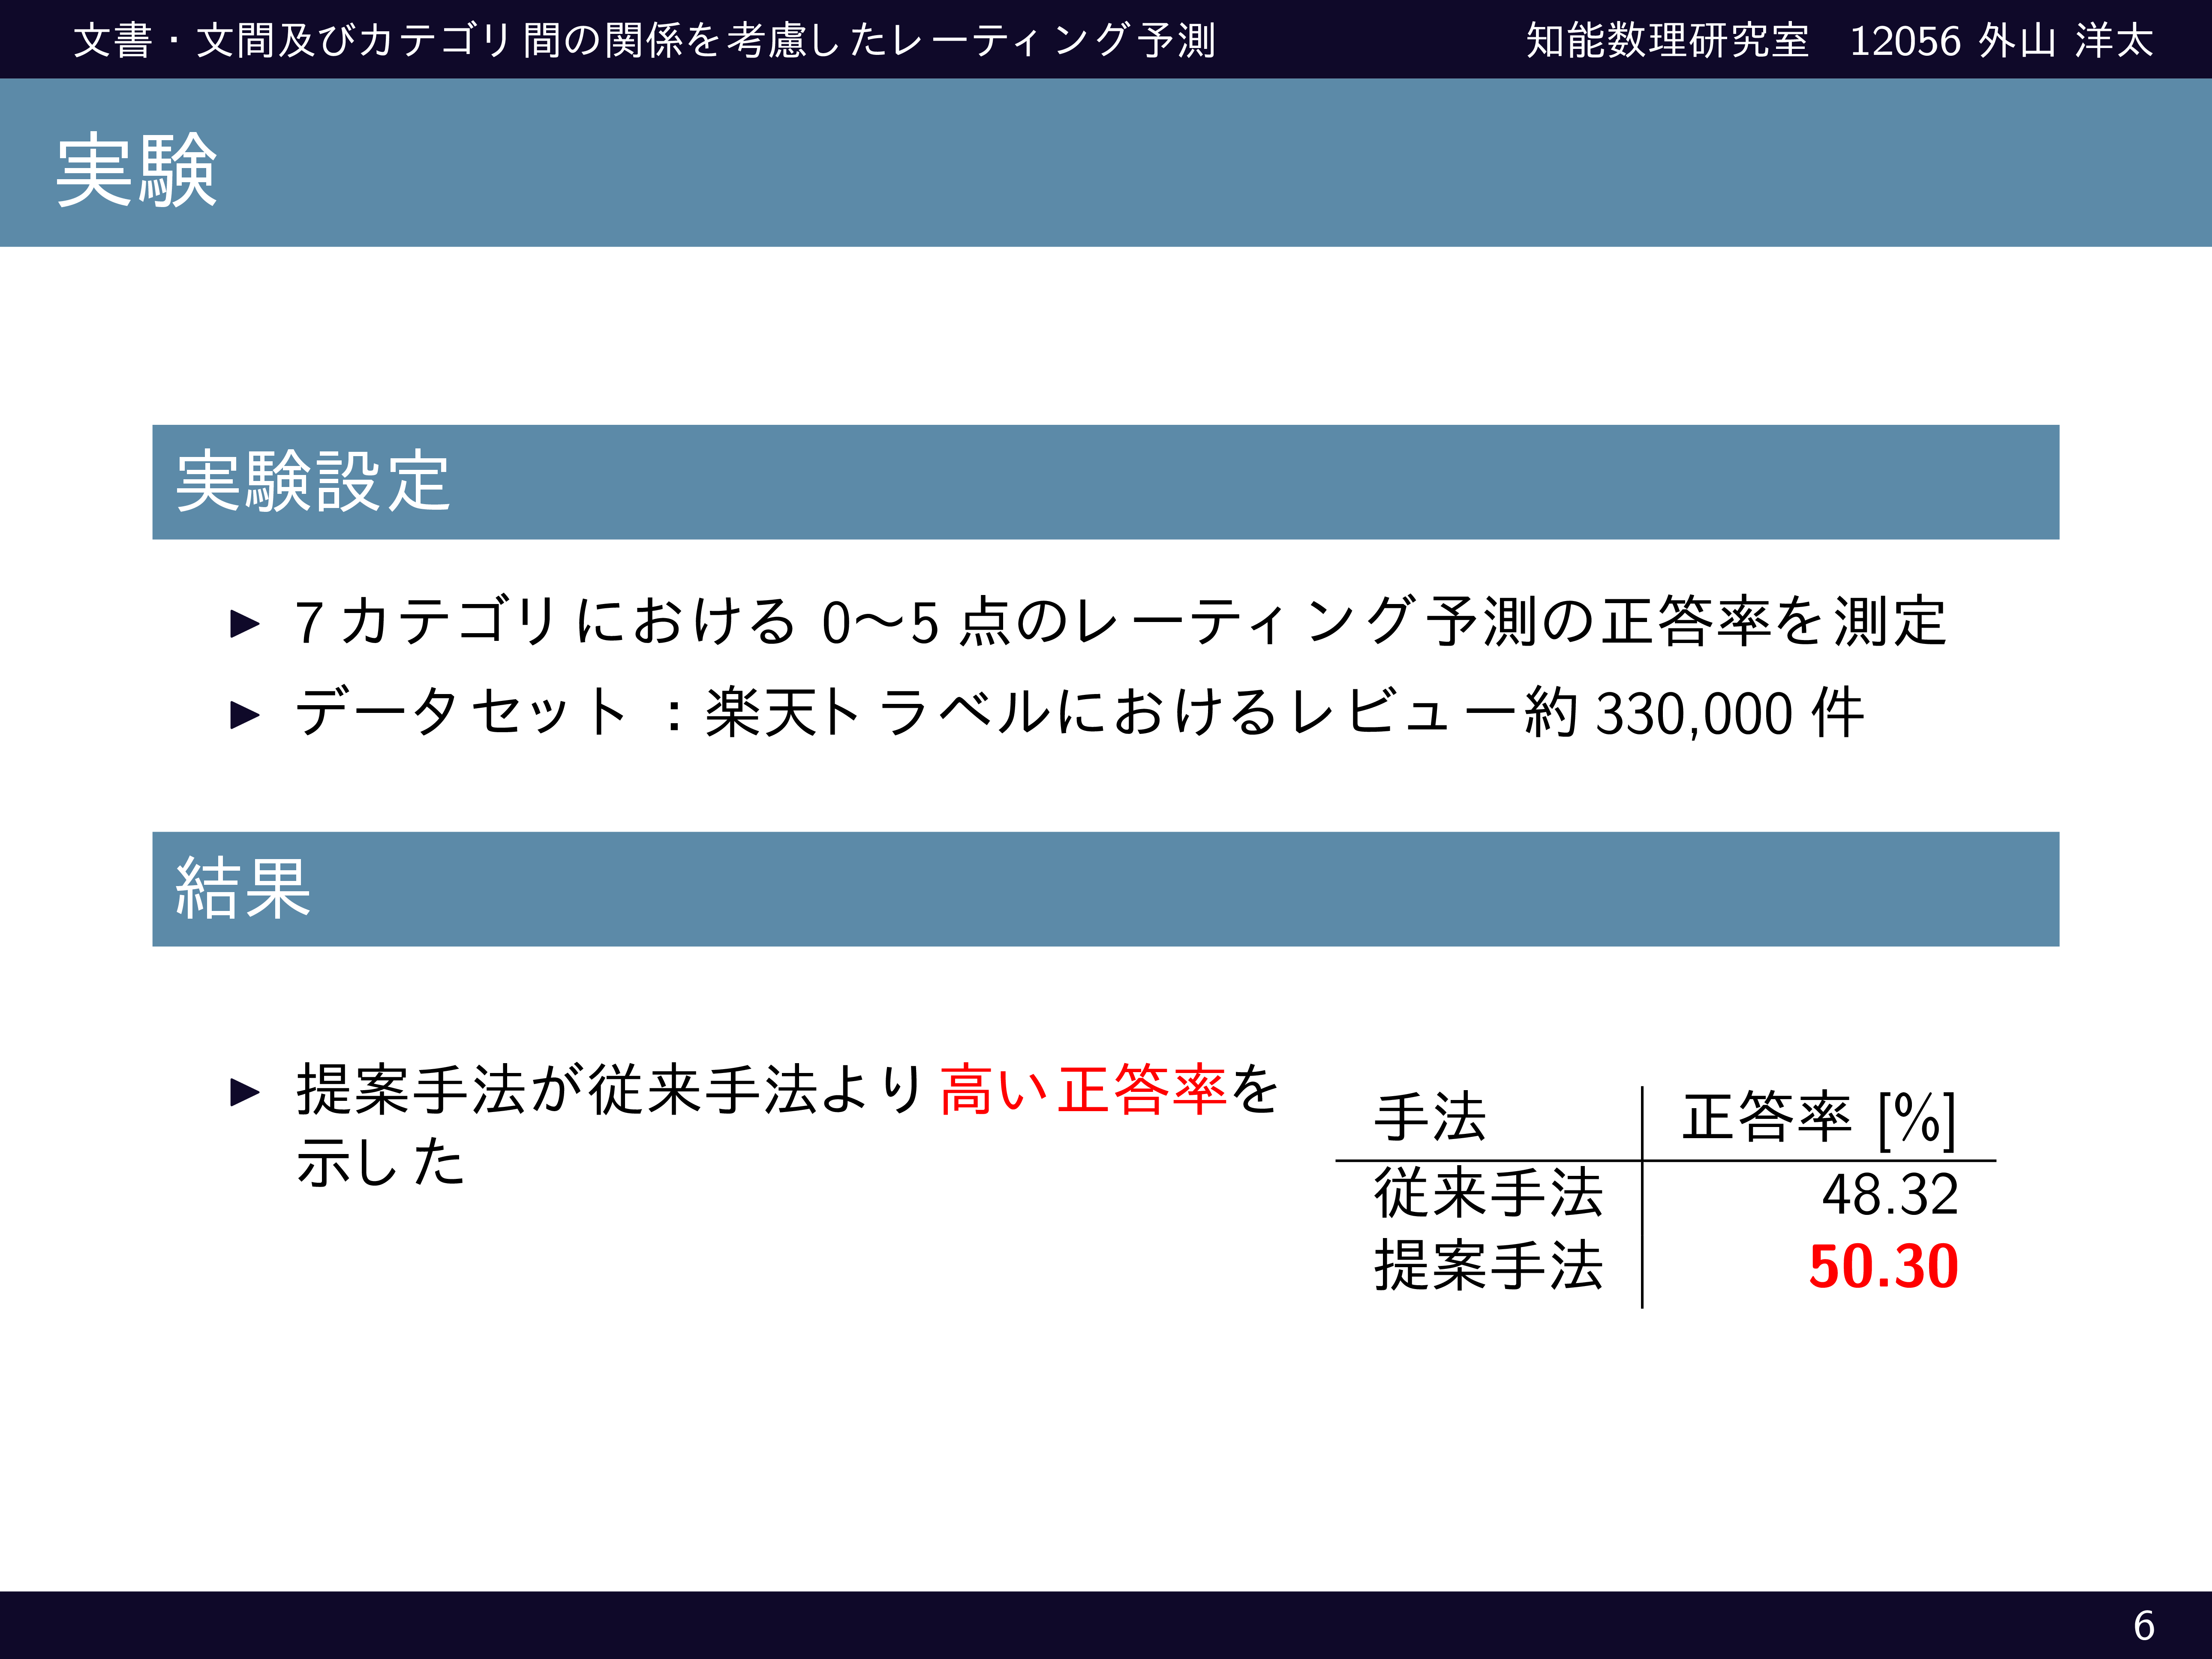 文書・文間及びカテゴリ間の関係を考慮したレーティング予測 知能数理研究室 12056 外山 洋太
実験
実験設定
7 カテゴリにおける 0〜5 点のレーティング予測の正答率を測定
データセット : 楽天トラベルにおけるレビュー約 330,000 件
結果
提案手法が従来手法より高い正答率を
示した
手法 正答率 [%]
従来手法 48.32
提案手法 50.30
6